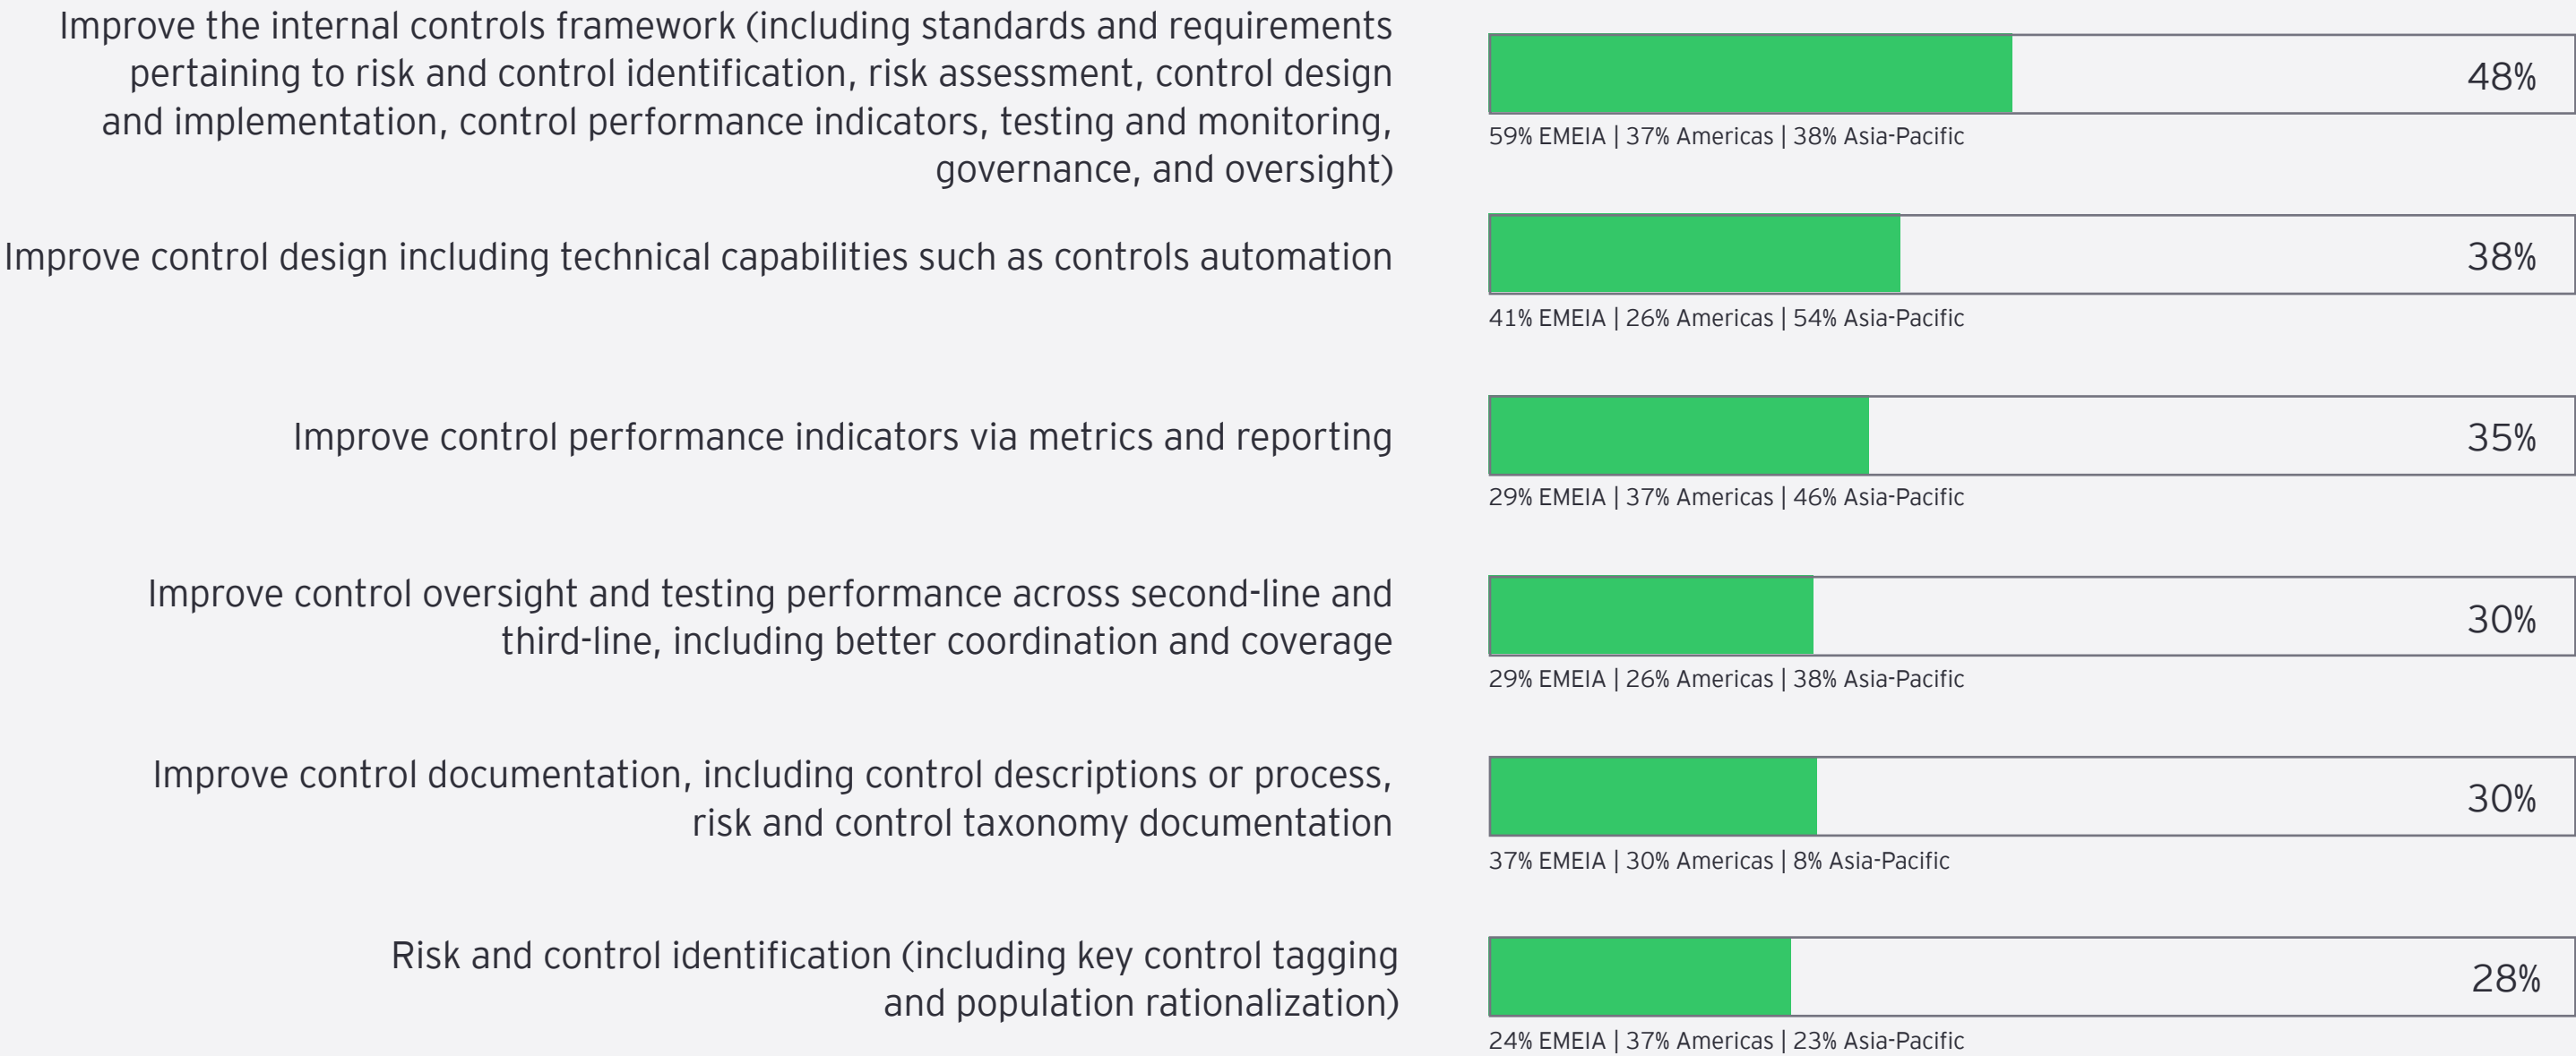 Improve the internal controls framework (including standards and requirements
pertaining to risk and control identification, risk assessment, control design
and implementation, control performance indicators, testing and monitoring,
governance, and oversight)
48%
59% EMEIA | 37% Americas | 38% Asia-Pacific
Improve control design including technical capabilities such as controls automation
38%
41% EMEIA | 26% Americas | 54% Asia-Pacific
Improve control performance indicators via metrics and reporting
35%
29% EMEIA | 37% Americas | 46% Asia-Pacific
Improve control oversight and testing performance across second-line and
third-line, including better coordination and coverage
30%
29% EMEIA | 26% Americas | 38% Asia-Pacific
Improve control documentation, including control descriptions or process,
risk and control taxonomy documentation
30%
37% EMEIA | 30% Americas | 8% Asia-Pacific
Risk and control identification (including key control tagging
and population rationalization)
28%
24% EMEIA | 37% Americas | 23% Asia-Pacific